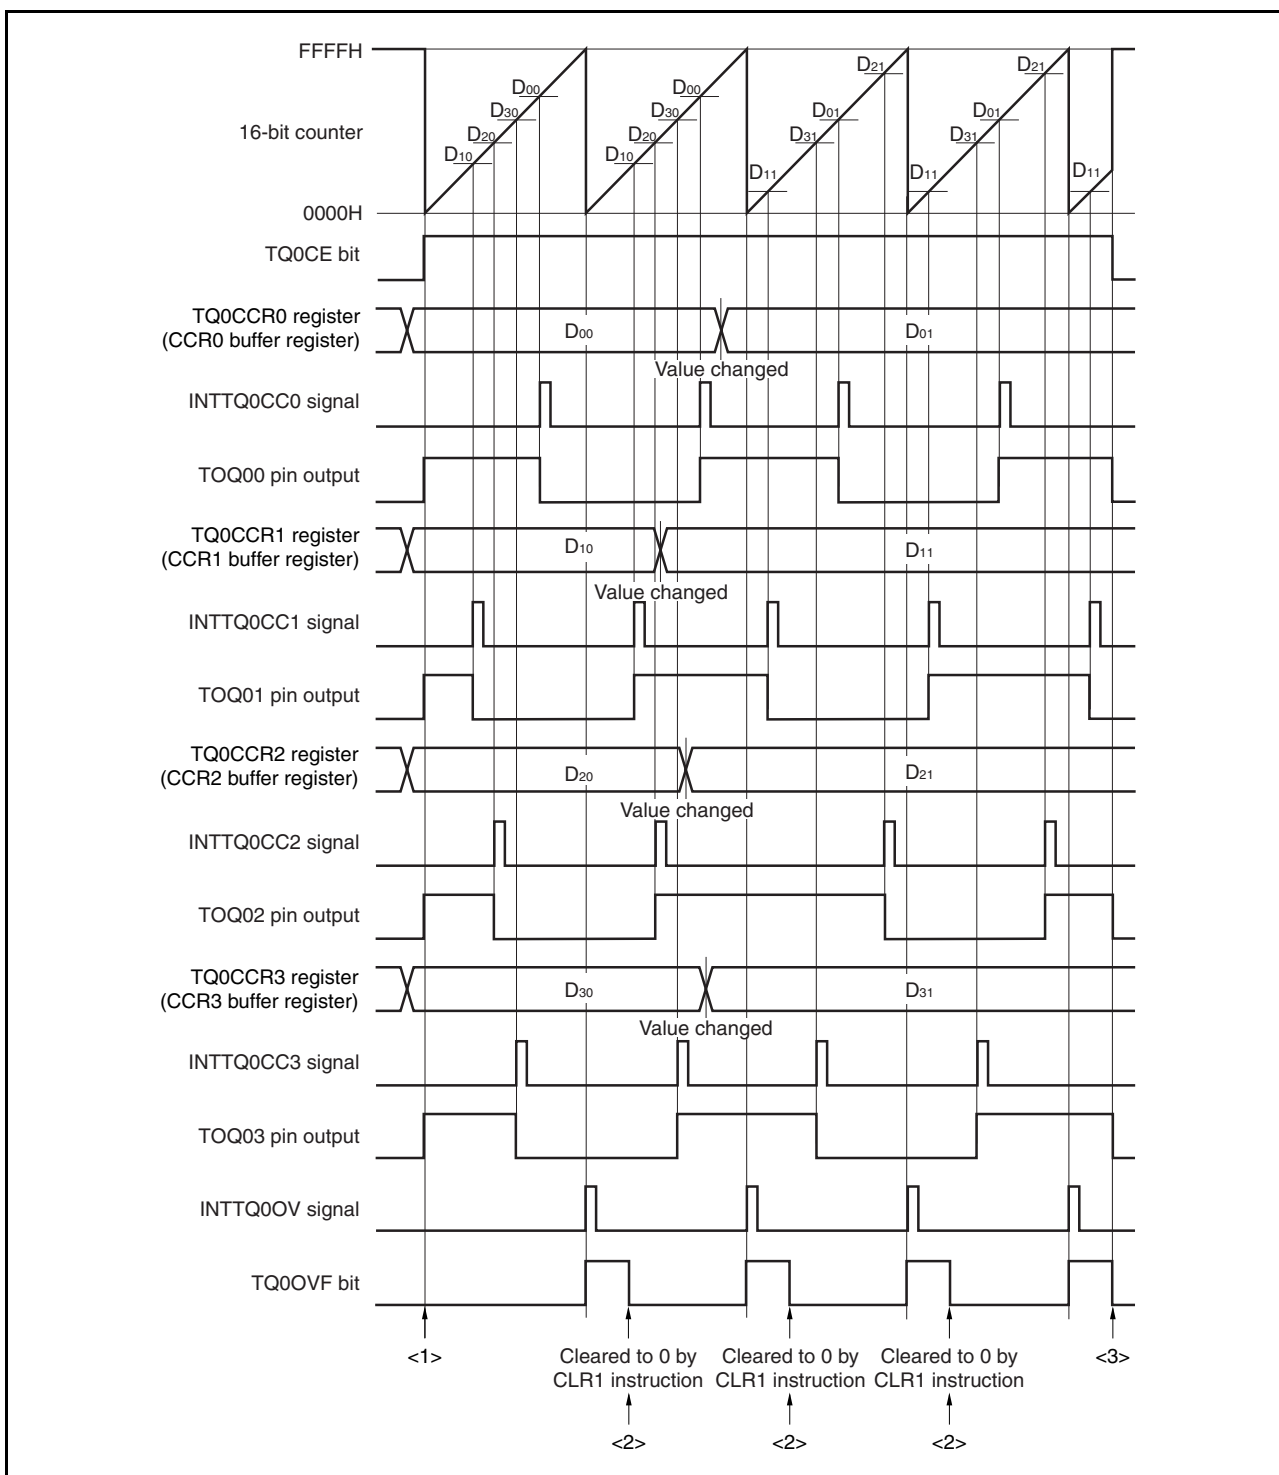 FFFFH
D21
D21
D00
D00
D30
D30
D01
D01
16-bit counter
D20
D20
D31
D31
D10
D10
D11
D11
D11
0000H
TQ0CE bit
TQ0CCR0 register
(CCR0 buffer register)
D00
D01
Value changed
INTTQ0CC0 signal
TOQ00 pin output
TQ0CCR1 register
(CCR1 buffer register)
D10
D11
Value changed
INTTQ0CC1 signal
TOQ01 pin output
TQ0CCR2 register
(CCR2 buffer register)
D20
D21
Value changed
INTTQ0CC2 signal
TOQ02 pin output
TQ0CCR3 register
(CCR3 buffer register)
D30
D31
Value changed
INTTQ0CC3 signal
TOQ03 pin output
INTTQ0OV signal
TQ0OVF bit
<1>
Cleared to 0 by
CLR1 instruction
Cleared to 0 by
CLR1 instruction
Cleared to 0 by
CLR1 instruction
<3>
<2>
<2>
<2>